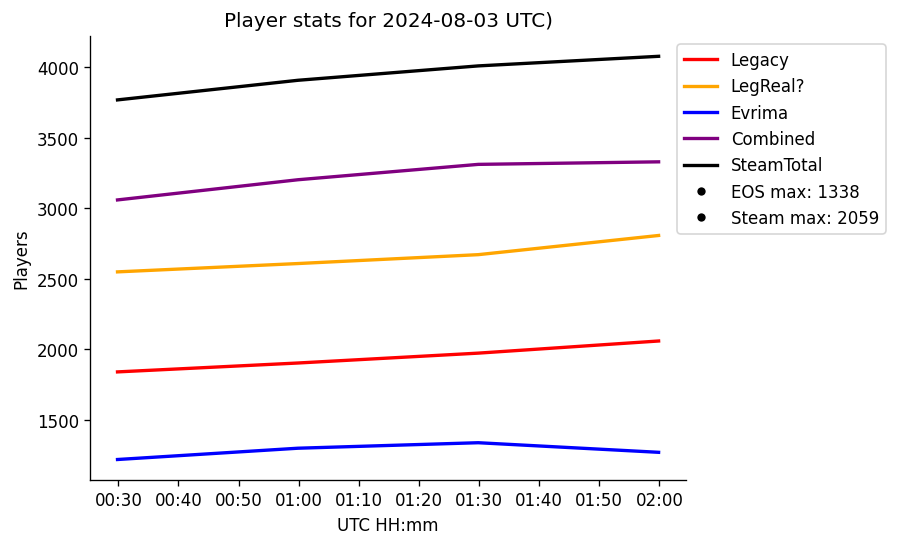 Player stats for 2024-08-03 UTC)
Players
4000
3500
3000
2500
2000
1500
00:30 00:40 00:50 01:00 01:10 01:20 01:30 01:40 01:50 02:00
UTC HH:mm
Legacy
LegReal?
Evrima
Combined
SteamTotal
EOS max: 1338
Steam max: 2059